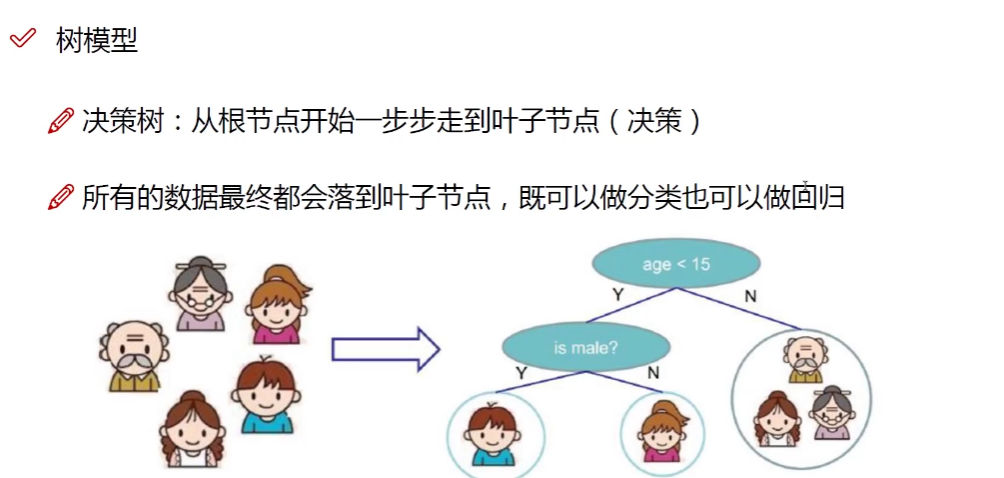 树模型
决策树：从根节点开始一步步走到叶子节点（决策）
所有的数据最终都会落到叶子节点，既可以做分类也可以做回归
age < 15
Y
N
is male?
Y
N